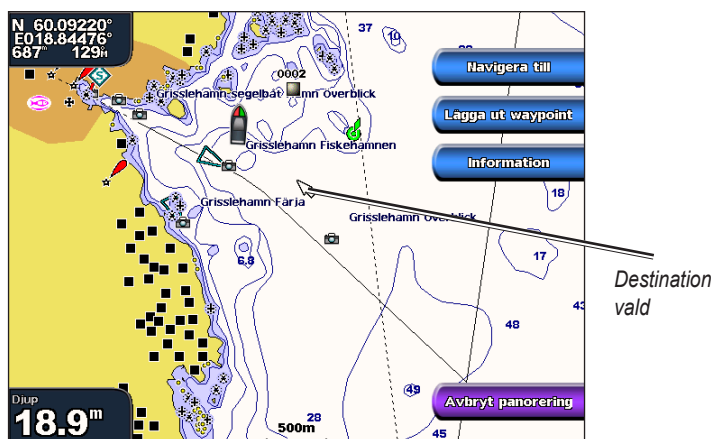 N 60.09220°
E018.84476°
687m 129°M
37
10
Navigera till
0002
Grisslehamn segelbåt
mn överblick
Lägga ut waypoint
Grisslehamn Fiskehamnen
Information
18
Grisslehamn Färja
Grisslehamn överblick
17
6.8
Destination
vald
43
48
49
Avbryt panorering
Djup
18.9m
500m
28
45